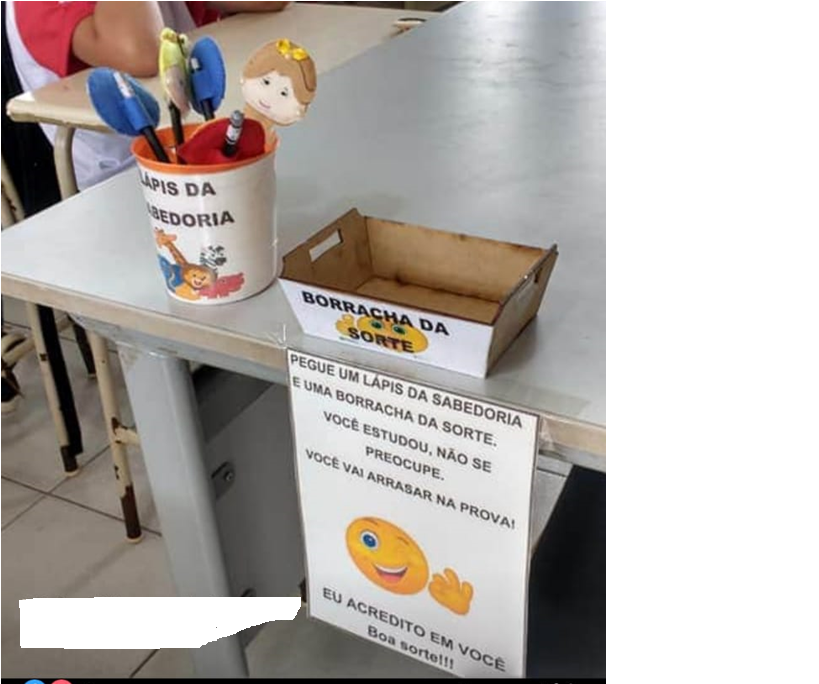 LÁPIS DA
SABEDORIA
BORRACHA DA
SORTE
PEGUE UM LÁPIS DA SABEDORIA
E UMA BORRACHA DA SORTE.
VOCÊ ESTUDOU, NÃO SE
PREOCUPE.
VOCÊ VAI ARRASAR NA PROVA!
EU ACREDITO EM VOCÊ
Boa sorte!!!